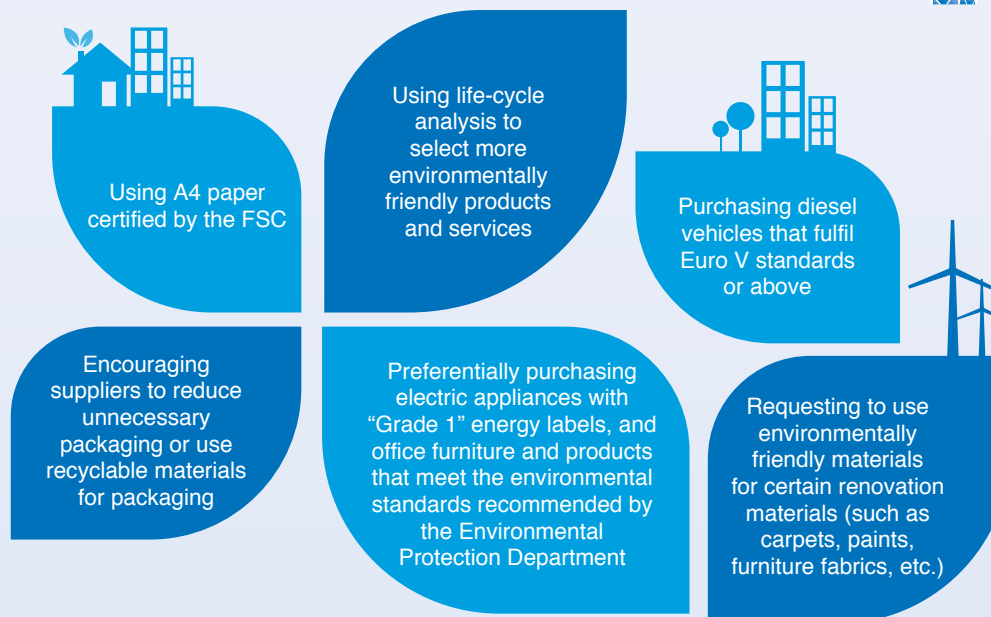 Using A4 paper
certified by the FSC
Using life-cycle
analysis to
select more
environmentally
friendly products
and services
Purchasing diesel
vehicles that fulfil
Euro V standards
or above
Encouraging
suppliers to reduce
unnecessary
packaging or use
recyclable materials
for packaging
Preferentially purchasing
electric appliances with
“Grade 1” energy labels, and
office furniture and products
that meet the environmental
standards recommended by
the Environmental
Protection Department
Requesting to use
environmentally
friendly materials
for certain renovation
materials (such as
carpets, paints,
furniture fabrics, etc.)